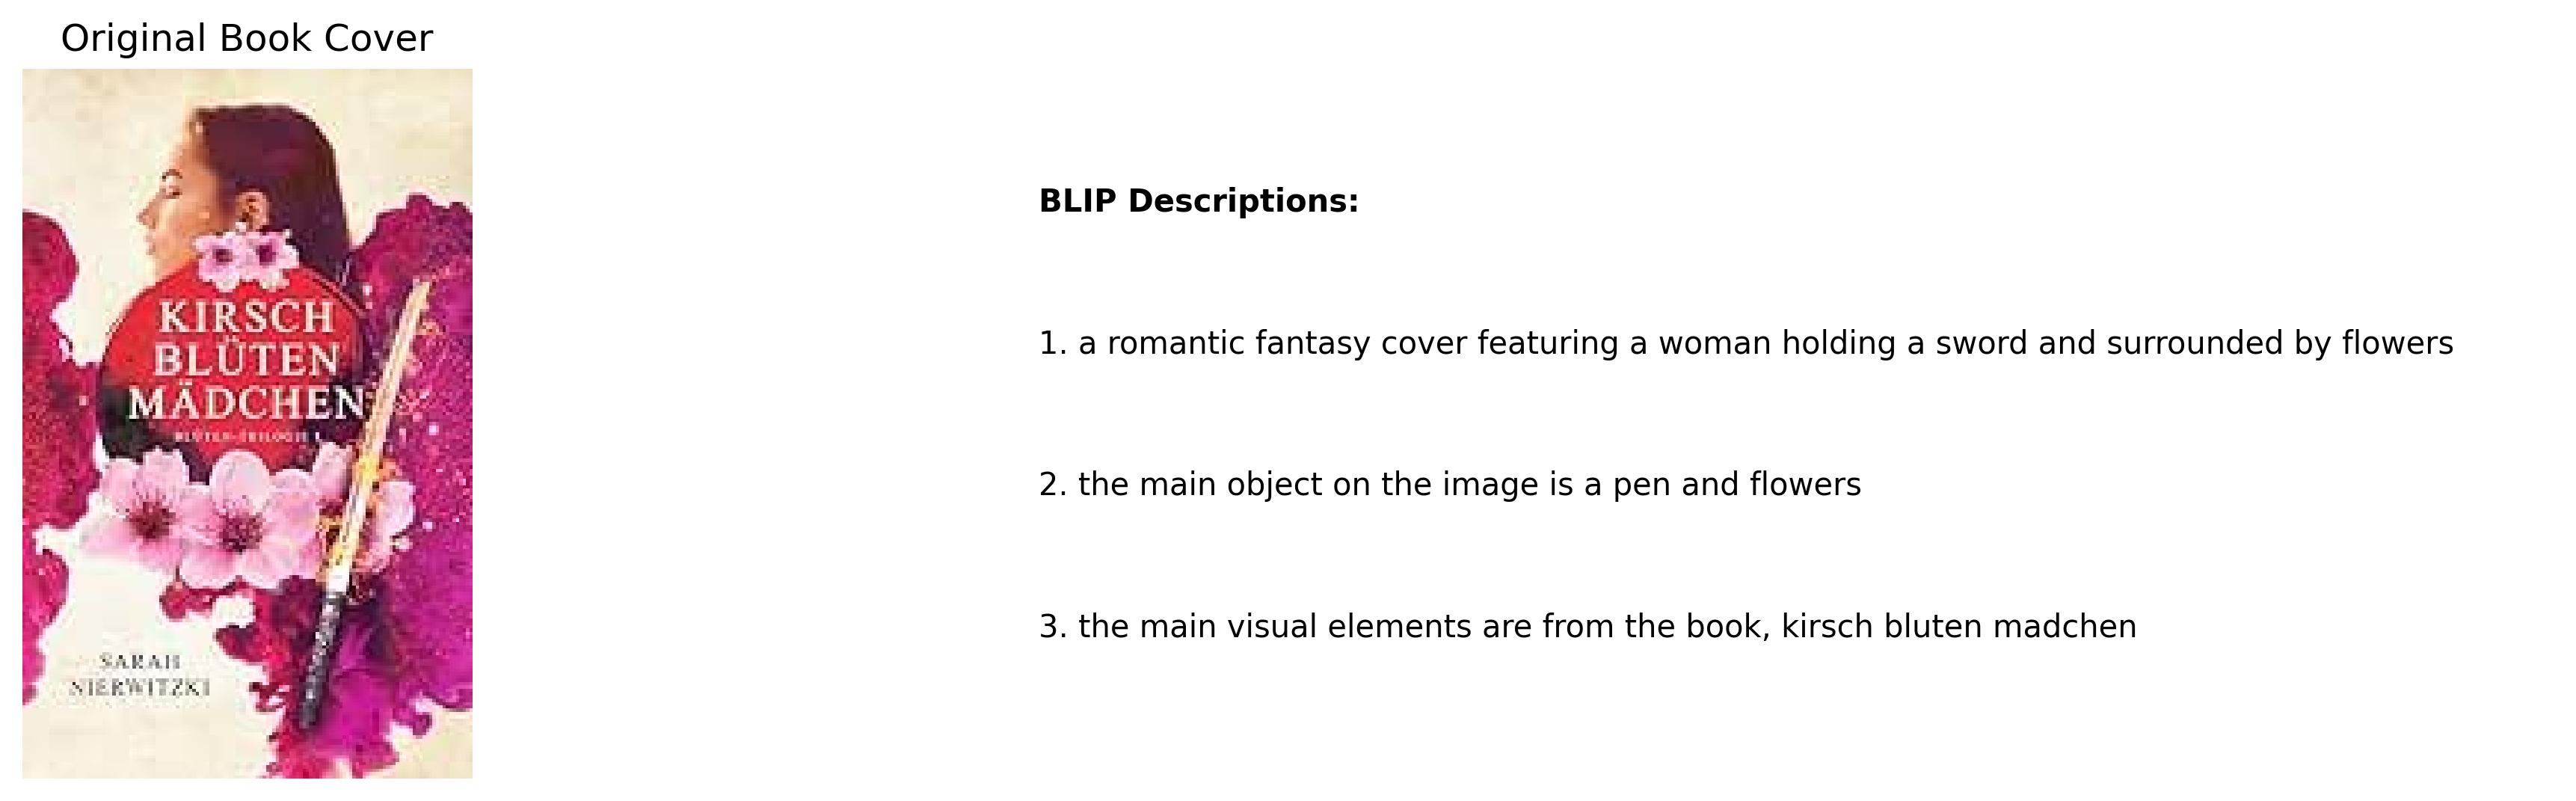 Original Book Cover
KIRSCH
BLÜTEN
MÄDCHEN
BLÜTEN-TRILOGIE 1
SARAH
NIERWITZKI
BLIP Descriptions:
1. a romantic fantasy cover featuring a woman holding a sword and surrounded by flowers
2. the main object on the image is a pen and flowers
3. the main visual elements are from the book, kirsch bluten madchen